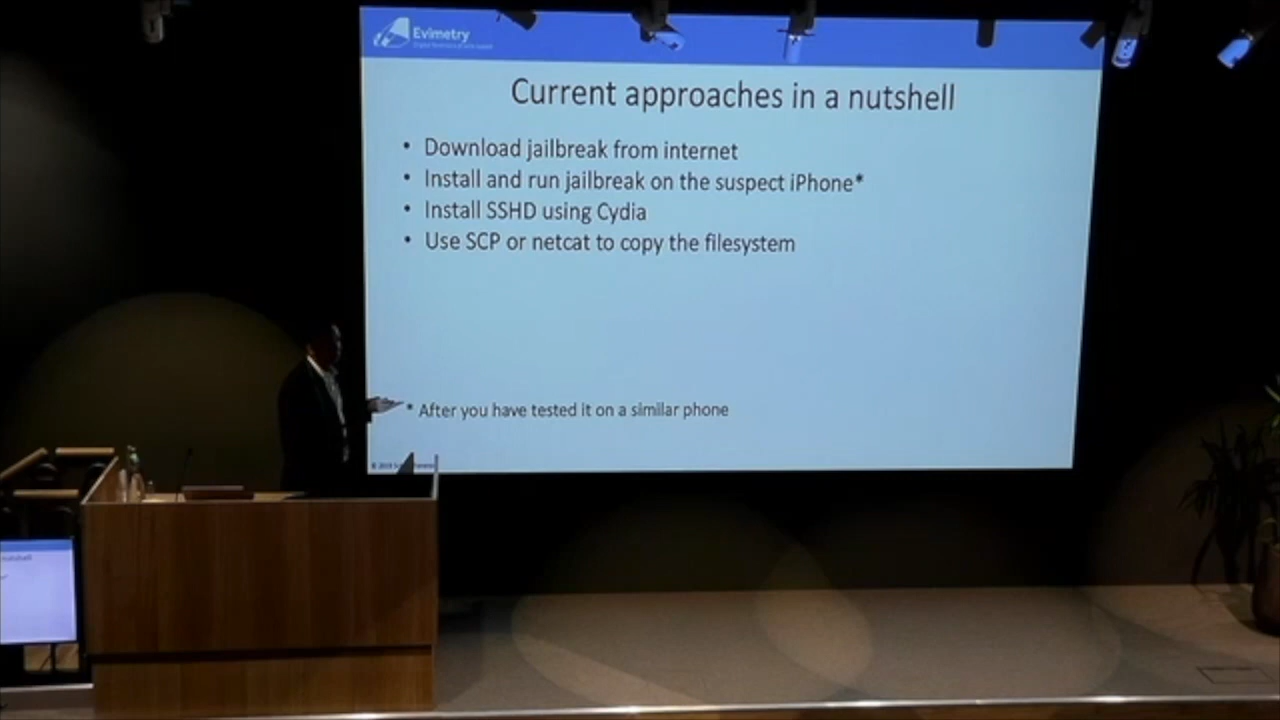 Evimetry
Current approaches in a nutshell
• Download jailbreak from internet
• Install and run jailbreak on the suspect iPhone*
• Install SSHD using Cydia
• Use SCP or netcat to copy the filesystem
* After you have tested it on a similar phone
nutshell